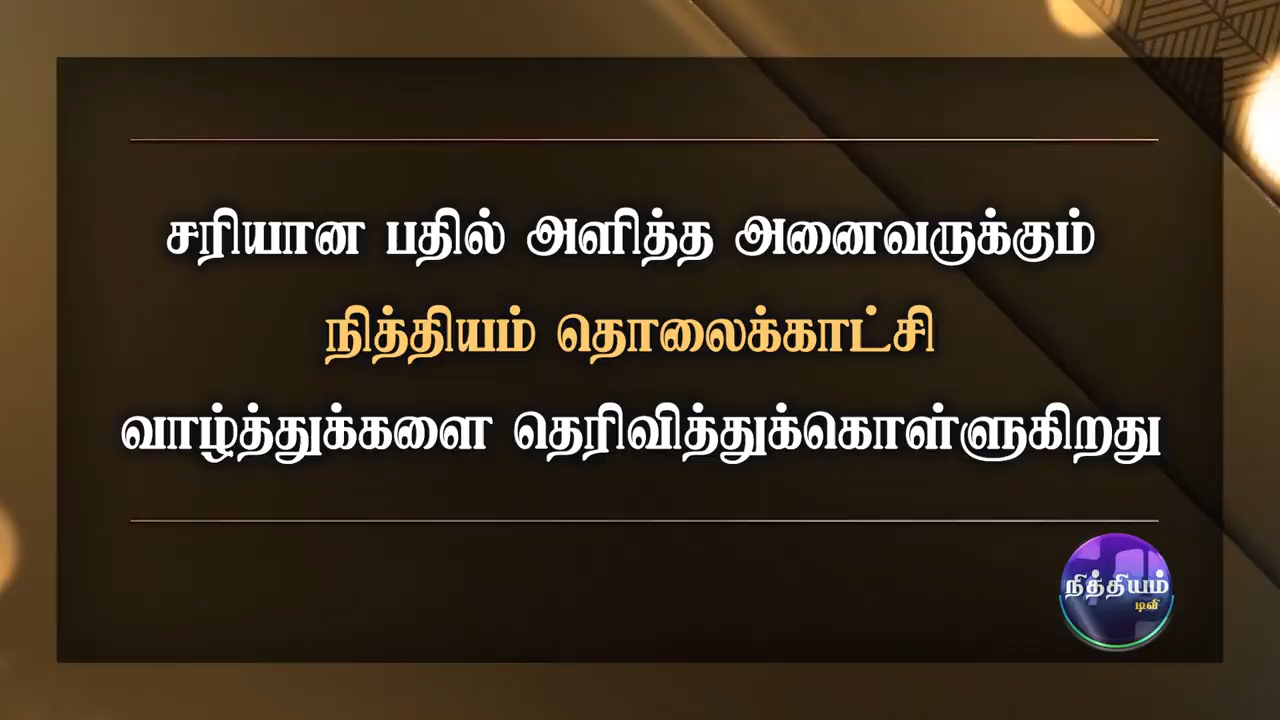 சரியான பதில் அளித்த அனைவருக்கும்
நித்தியம் தொலைக்காட்சி
வாழ்த்துக்களை தெரிவித்துக்கொள்ளுகிறது
நித்தியம்
டிவி